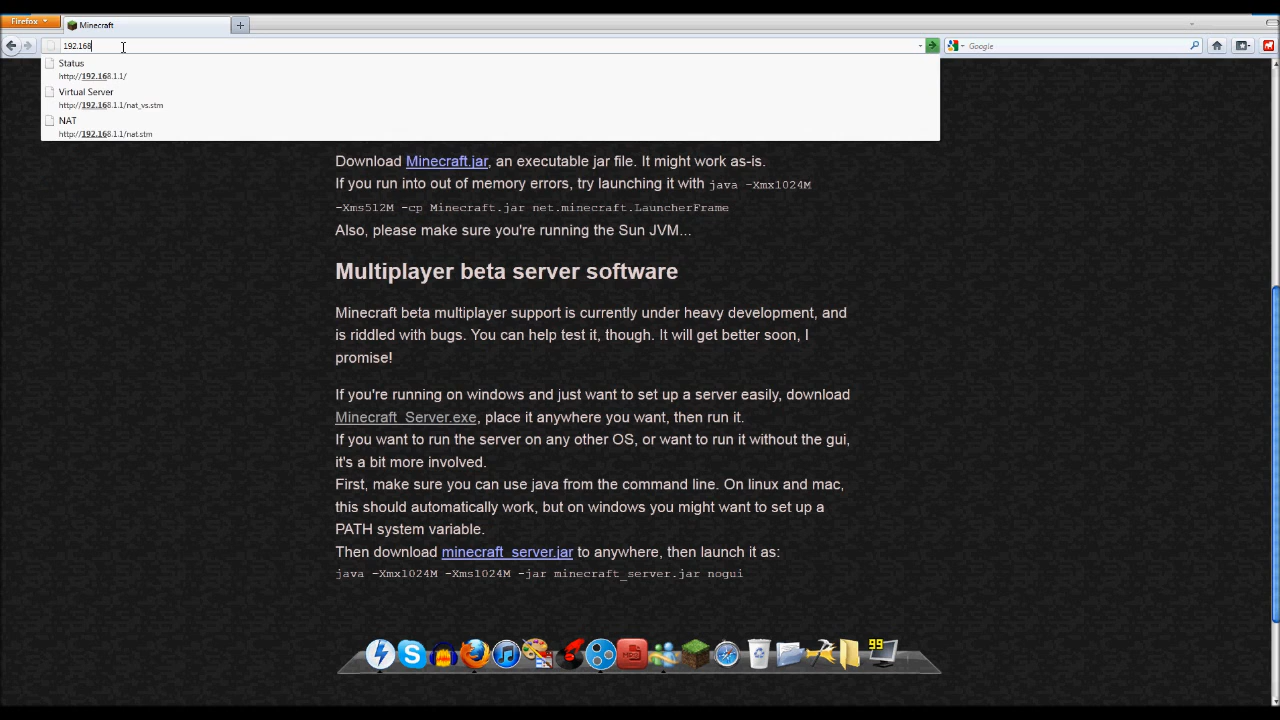 Firefox
Minecraft
192.168
Google
Status
http://192.168.1.1/
Virtual Server
http://192.168.1.1/nat_vs.stm
NAT
http://192.168.1.1/nat.stm
Download Minecraft.jar, an executable jar file. It might work as-is.
If you run into out of memory errors, try launching it with java -Xmx1024M
-Xms512M -cp Minecraft.jar net.minecraft.LauncherFrame
Also, please make sure you're running the Sun JVM...
Multiplayer beta server software
Minecraft beta multiplayer support is currently under heavy development, and
is riddled with bugs. You can help test it, though. It will get better soon, I
promise!
If you're running on windows and just want to set up a server easily, download
Minecraft_Server.exe, place it anywhere you want, then run it.
If you want to run the server on any other OS, or want to run it without the gui,
it's a bit more involved.
First, make sure you can use java from the command line. On linux and mac,
this should automatically work, but on windows you might want to set up a
PATH system variable.
Then download minecraft_server.jar to anywhere, then launch it as:
java -Xmx1024M -Xms1024M -jar minecraft_server.jar nogui
99